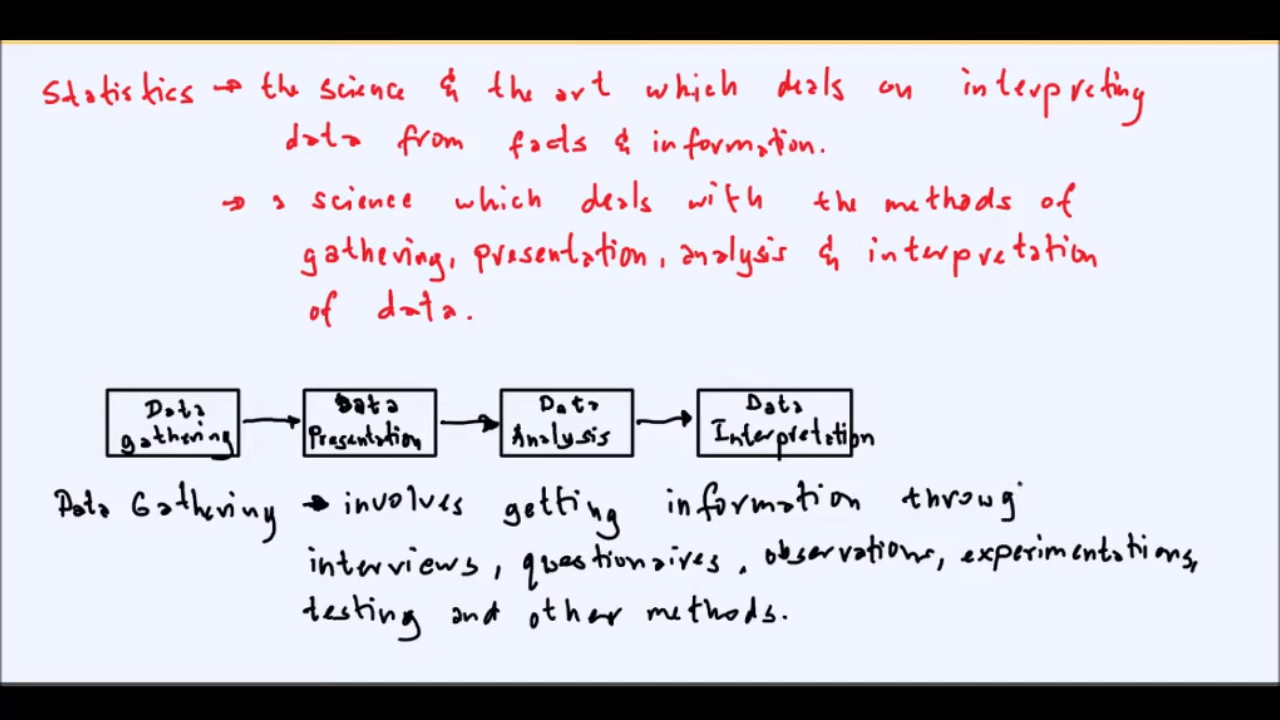 Statistics → the science & the art which deals on interpreting
data from facts & information.
→ a science which deals with the methods of
gathering, presentation, analysis & interpretation
of data.
Data gathering → Data Presentation → Data Analysis → Data Interpretation
Data Gathering → involves getting information throug
interviews, questionaires, observations, experimentations,
testing and other methods.